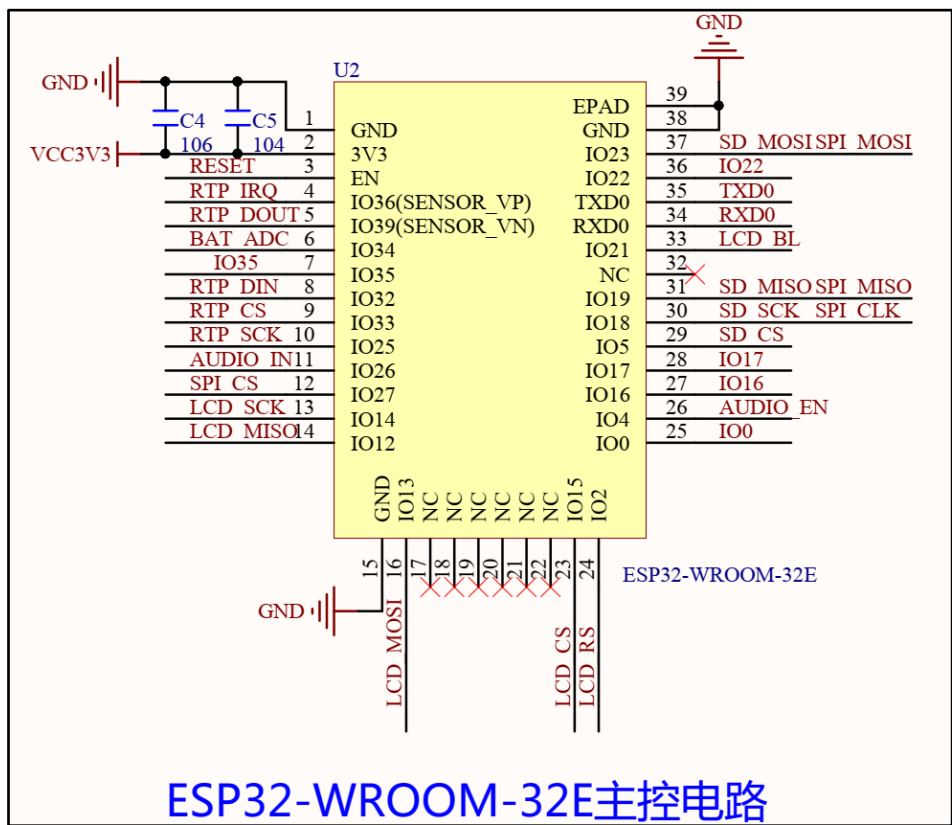 GND
GND
U2
C4
106
C5
104
VCC3V3
1 GND
2 3V3
RESET 3 EN
RTP_IRQ 4 IO36(SENSOR_VP)
RTP_DOUT 5 IO39(SENSOR_VN)
BAT_ADC 6 IO34
IO35 7 IO35
RTP_DIN 8 IO32
RTP_CS 9 IO33
RTP_SCK 10 IO25
AUDIO_IN 11 IO26
SPI_CS 12 IO27
LCD_SCK 13 IO14
LCD_MISO 14 IO12
EPAD 39
GND 38
IO23 37 SD_MOSI SPI_MOSI
IO22 36 IO22
TXD0 35 TXD0
RXD0 34 RXD0
IO21 33 LCD_BL
NC 32
IO19 31 SD_MISO SPI_MISO
IO18 30 SD_SCK SPI_CLK
IO5 29 SD_CS
IO17 28 IO17
IO16 27 IO16
IO4 26 AUDIO_EN
IO0 25 IO0
GND 15
IO13 16 LCD_MOSI
NC 17
NC 18
NC 19
NC 20
NC 21
NC 22
IO15 23 LCD_CS
IO2 24 LCD_RS
GND
ESP32-WROOM-32E
ESP32-WROOM-32E主控电路